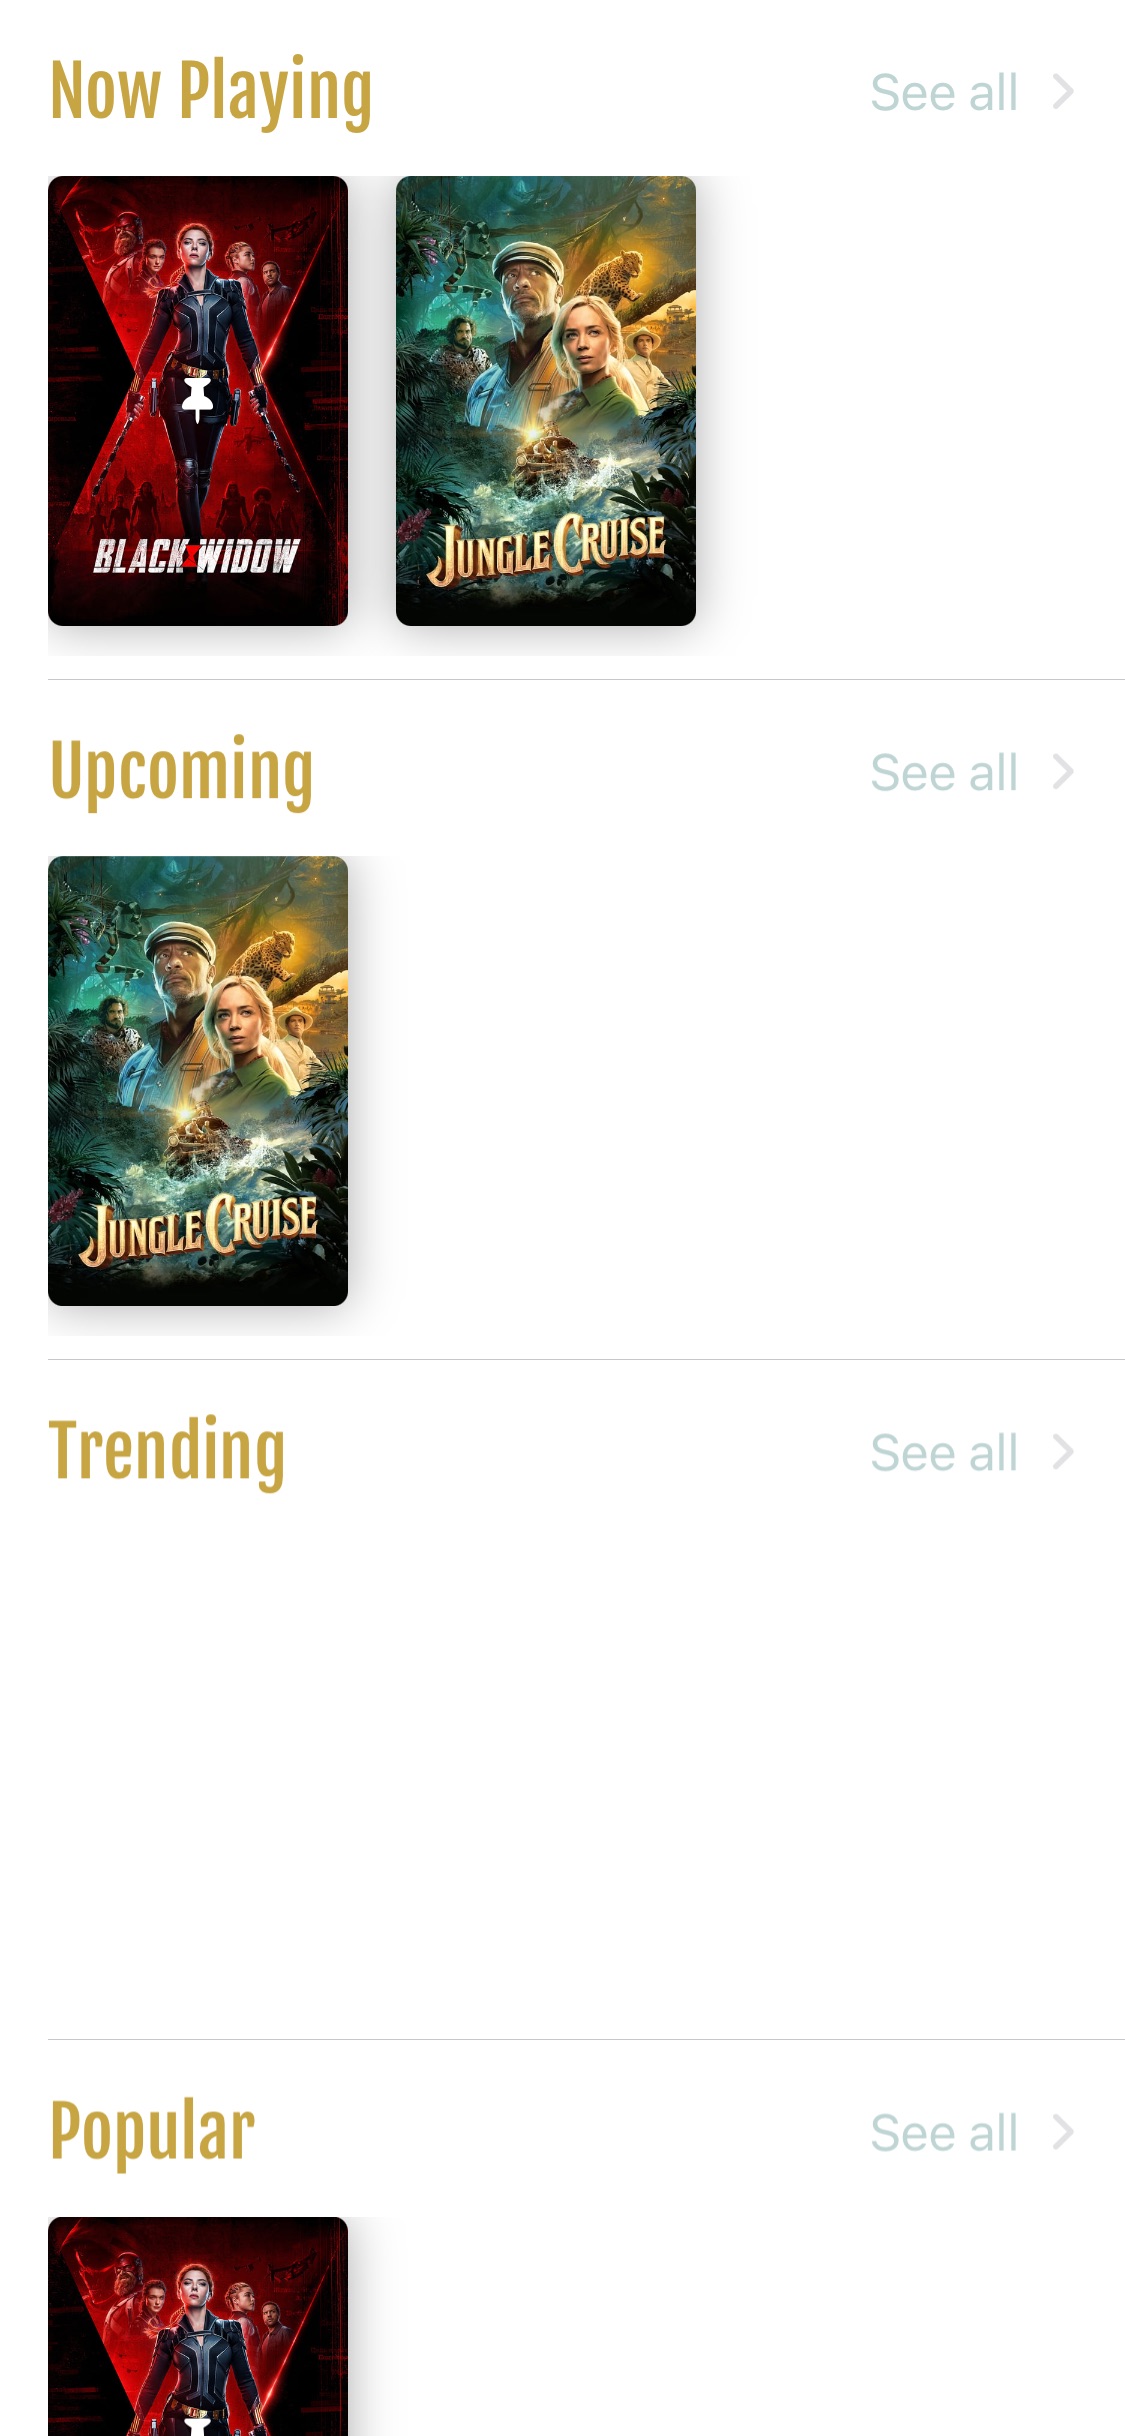 Now Playing
See all
BLACK WIDOW
JUNGLE CRUISE
Upcoming
See all
JUNGLE CRUISE
Trending
See all
Popular
See all